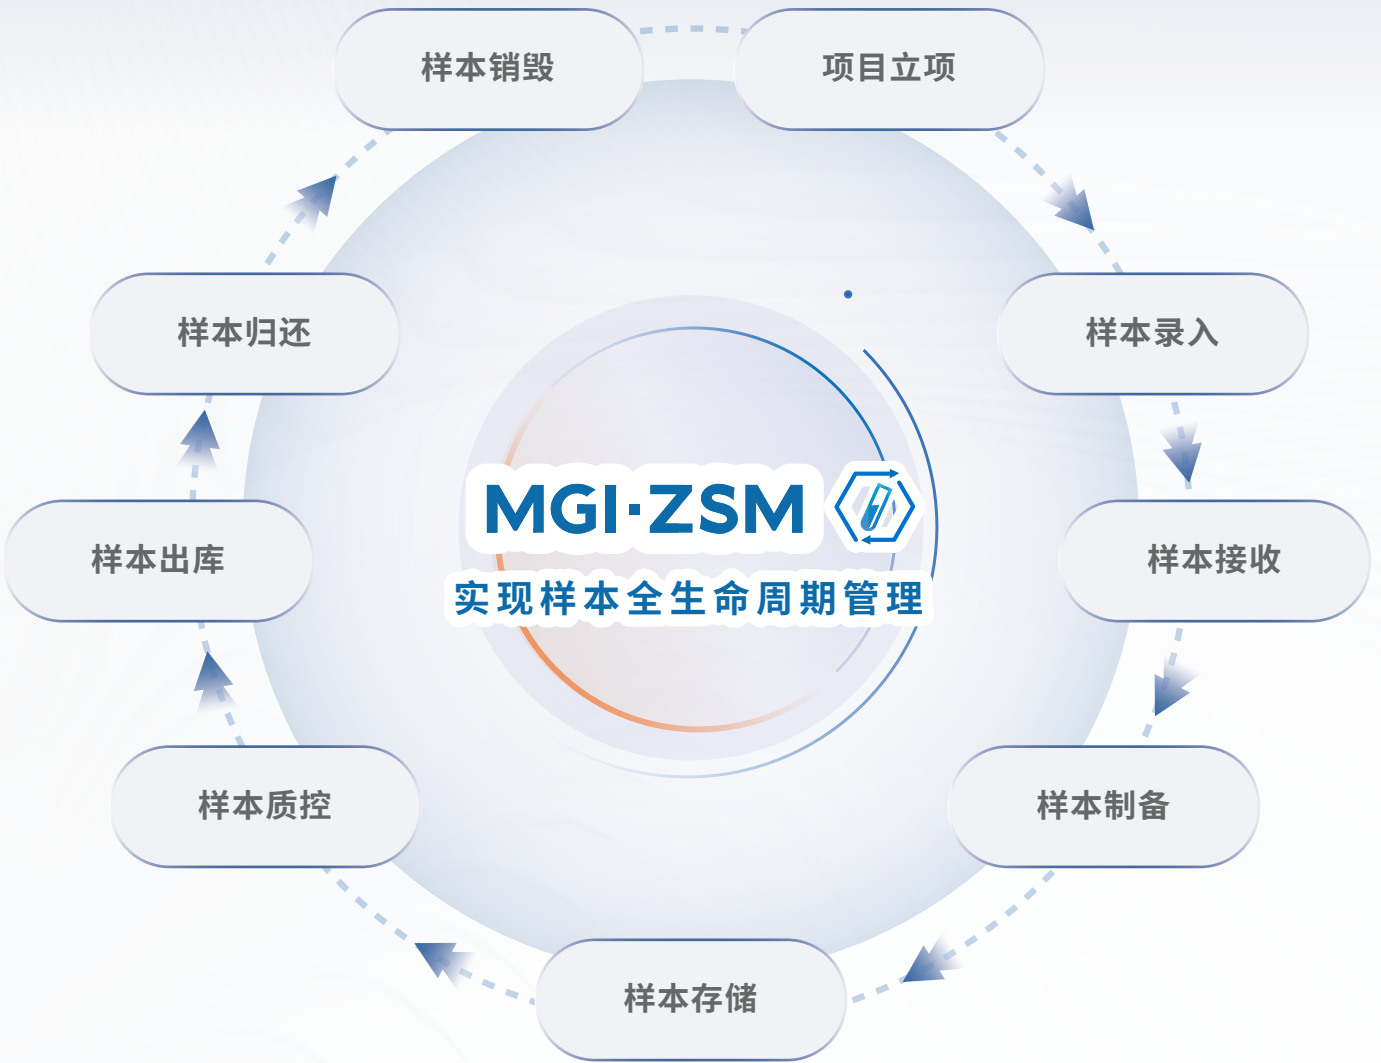 样本销毁
项目立项
样本归还
样本录入
MGI·ZSM
样本出库
样本接收
实现样本全生命周期管理
样本质控
样本制备
样本存储